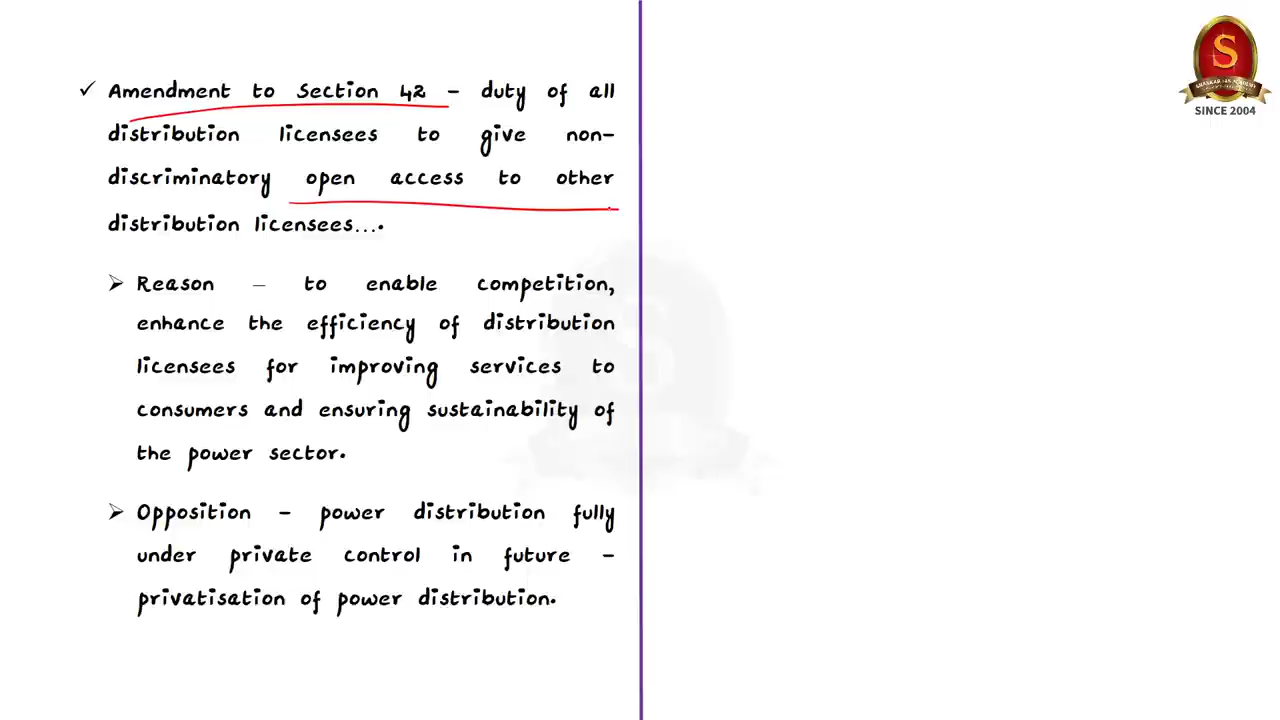 ✓ Amendment to Section 42 – duty of all
distribution licensees to give non-
discriminatory open access to other
distribution licensees….
➢ Reason – to enable competition,
enhance the efficiency of distribution
licensees for improving services to
consumers and ensuring sustainability of
the power sector.
➢ Opposition – power distribution fully
under private control in future –
privatisation of power distribution.
S
SINCE 2004